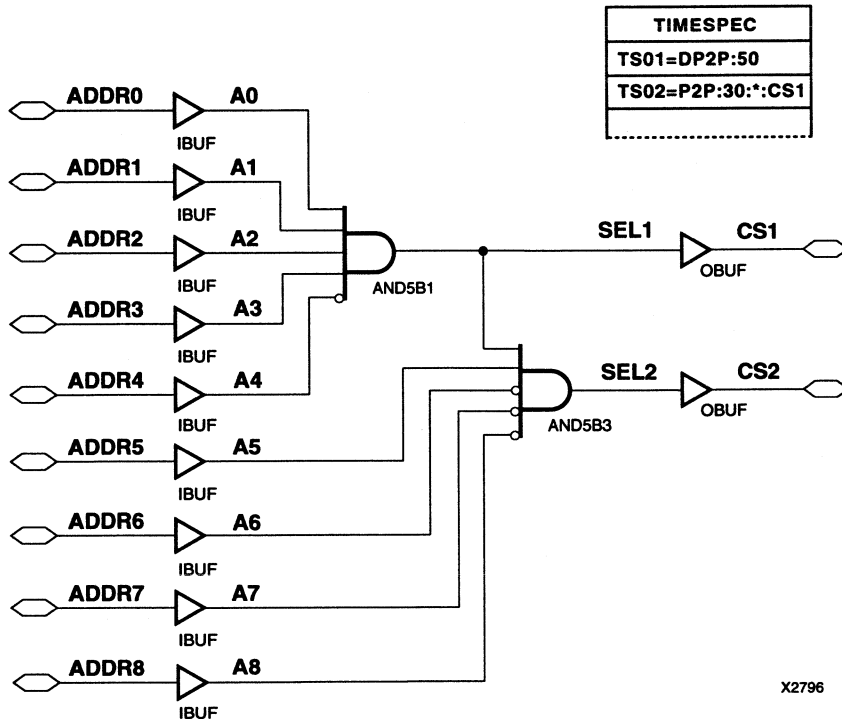 TIMESPEC
TS01=DP2P:50
TS02=P2P:30:*:CS1
ADDR0 A0
IBUF
ADDR1 A1
IBUF
ADDR2 A2
IBUF
ADDR3 A3
IBUF
ADDR4 A4
IBUF
ADDR5 A5
IBUF
ADDR6 A6
IBUF
ADDR7 A7
IBUF
ADDR8 A8
IBUF
AND5B1
SEL1 CS1
OBUF
AND5B3
SEL2 CS2
OBUF
X2796